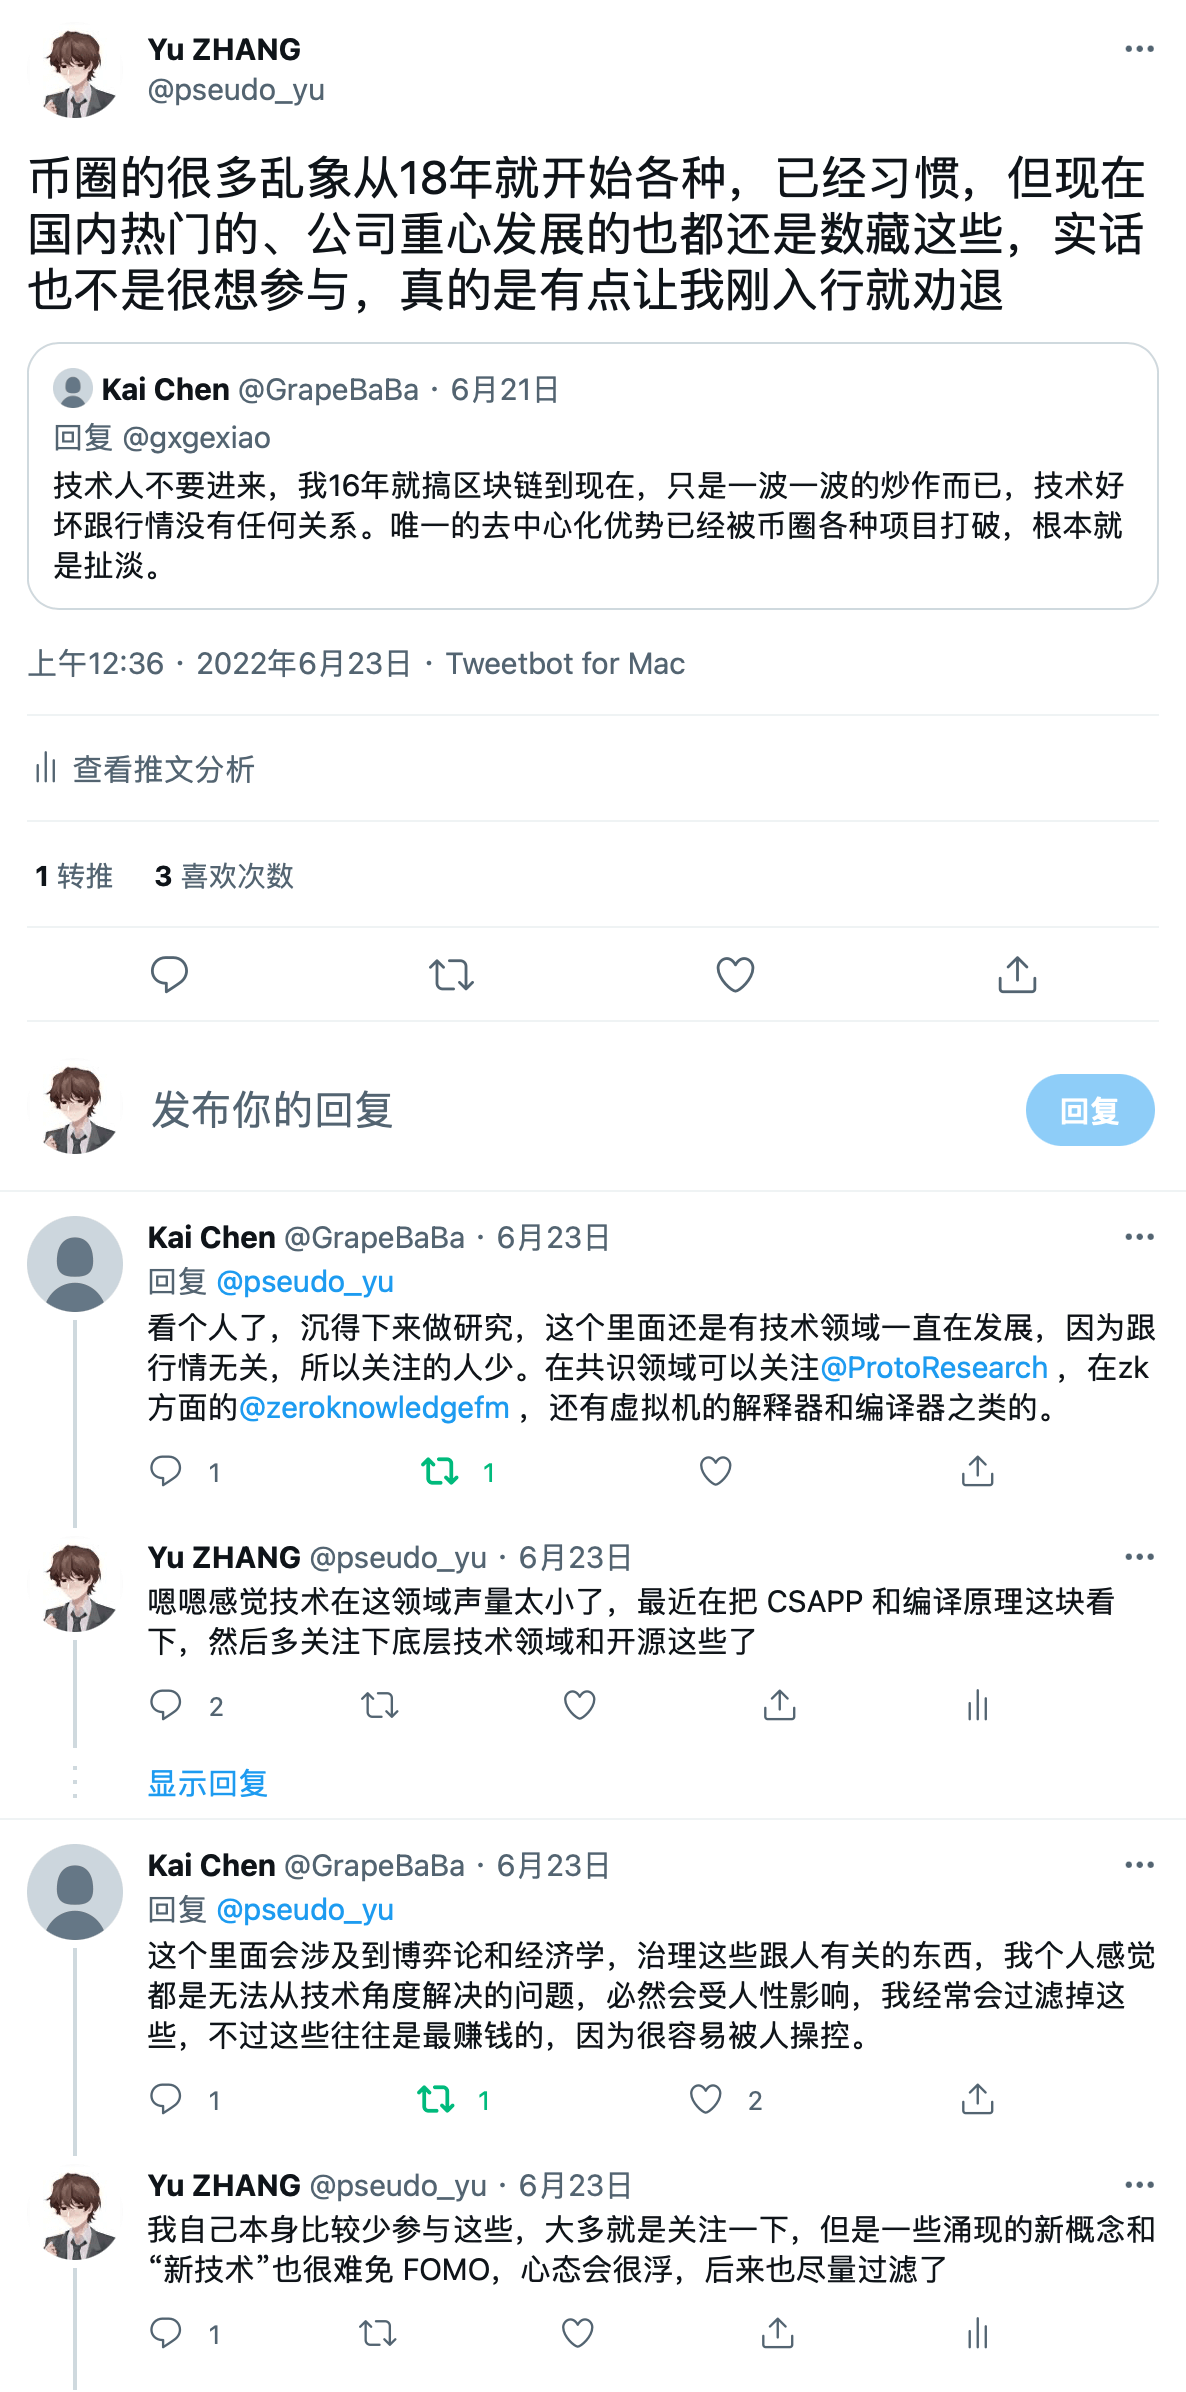 Yu ZHANG
@pseudo_yu
币圈的很多乱象从18年就开始各种，已经习惯，但现在
国内热门的、公司重心发展的也都还是数藏这些，实话
也不是很想参与，真的是有点让我刚入行就劝退
Kai Chen @GrapeBaBa · 6月21日
回复 @gxgexiao
技术人不要进来，我16年就搞区块链到现在，只是一波一波的炒作而已，技术好
坏跟行情没有任何关系。唯一的去中心化优势已经被币圈各种项目打破，根本就
是扯淡。
上午12:36 · 2022年6月23日 · Tweetbot for Mac
查看推文分析
1 转推 3 喜欢次数
发布你的回复
回复
Kai Chen @GrapeBaBa · 6月23日
回复 @pseudo_yu
看个人了，沉得下来做研究，这个里面还是有技术领域一直在发展，因为跟
行情无关，所以关注的人少。在共识领域可以关注@ProtoResearch ，在zk
方面的@zeroknowledgefm ，还有虚拟机的解释器和编译器之类的。
1 1
Yu ZHANG @pseudo_yu · 6月23日
嗯嗯感觉技术在这领域声量太小了，最近在把 CSAPP 和编译原理这块看
下，然后多关注下底层技术领域和开源这些了
2
显示回复
Kai Chen @GrapeBaBa · 6月23日
回复 @pseudo_yu
这个里面会涉及到博弈论和经济学，治理这些跟人有关的东西，我个人感觉
都是无法从技术角度解决的问题，必然会受人性影响，我经常会过滤掉这
些，不过这些往往是最赚钱的，因为很容易被人操控。
1 1 2
Yu ZHANG @pseudo_yu · 6月23日
我自己本身比较少参与这些，大多就是关注一下，但是一些涌现的新概念和
“新技术”也很难免 FOMO，心态会很浮，后来也尽量过滤了
1